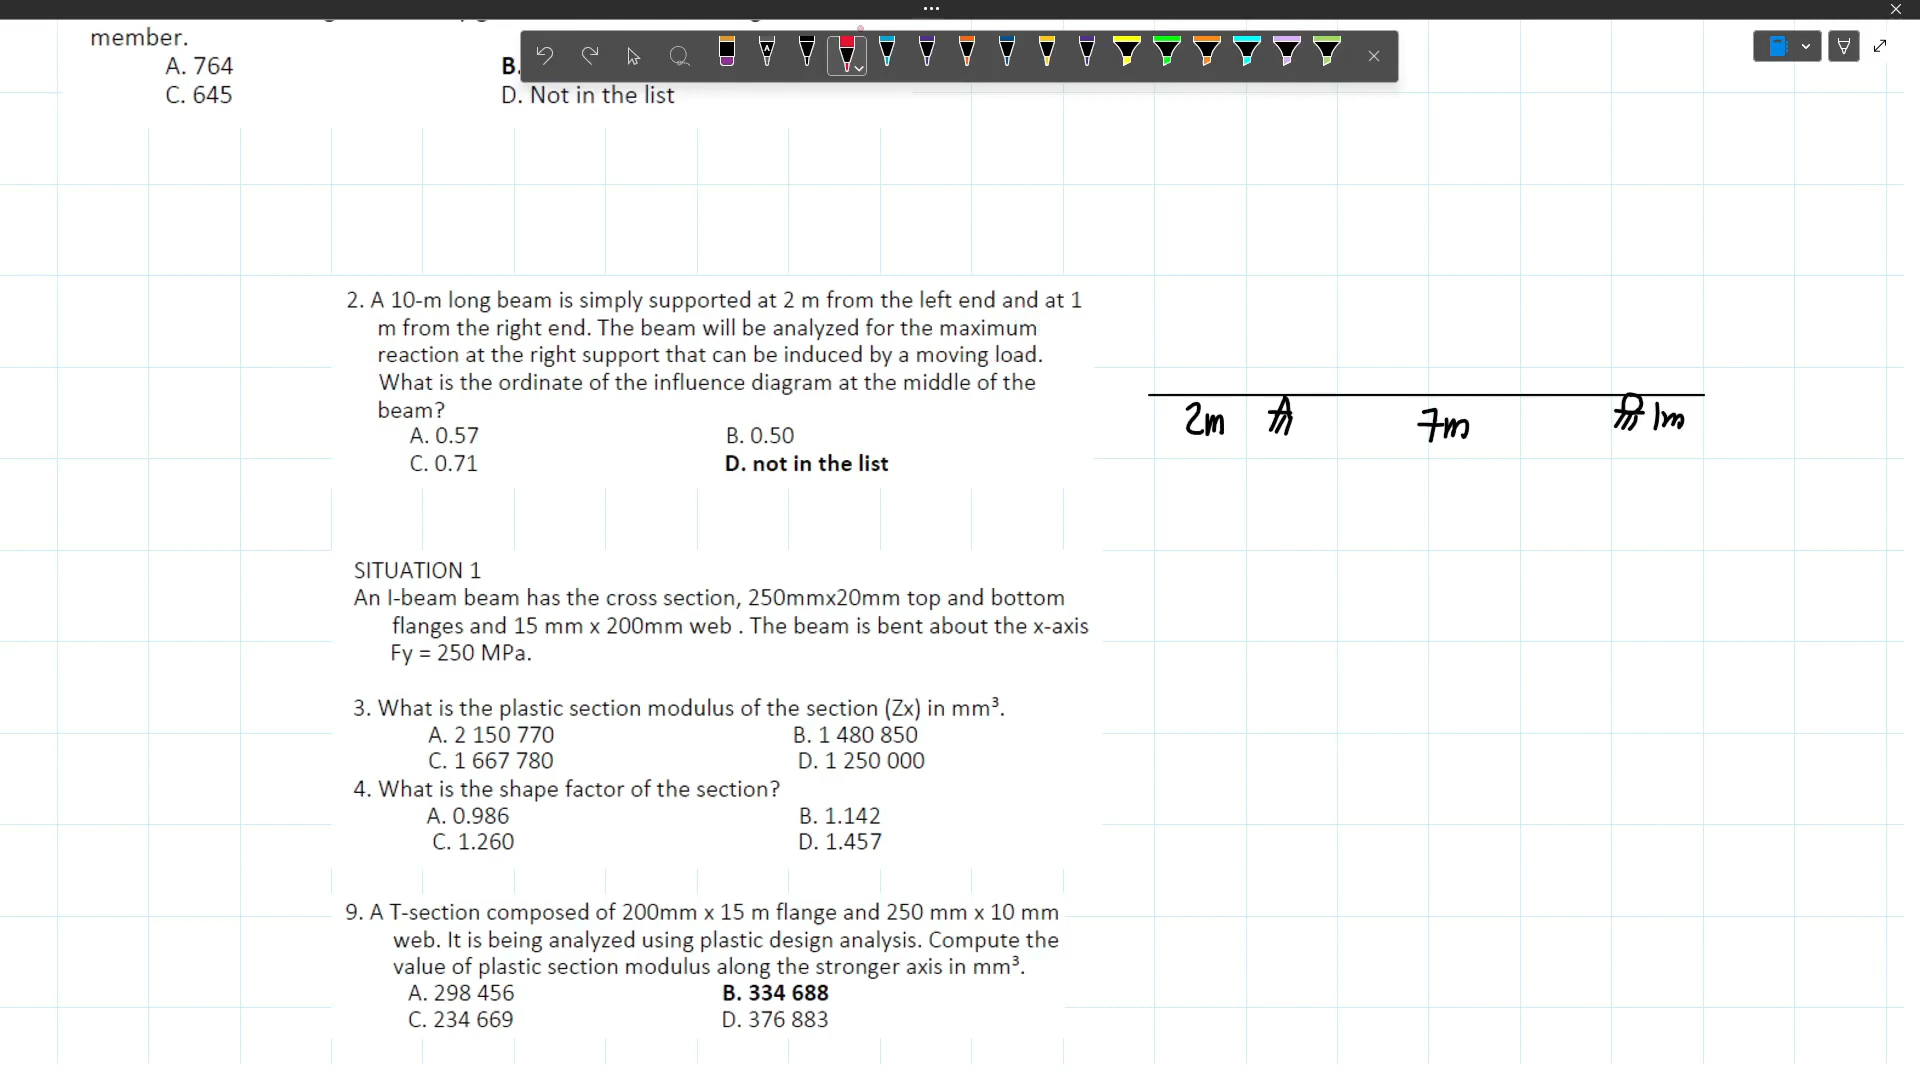 member.
A. 764 B.
C. 645 D. Not in the list
2. A 10-m long beam is simply supported at 2 m from the left end and at 1
m from the right end. The beam will be analyzed for the maximum
reaction at the right support that can be induced by a moving load.
What is the ordinate of the influence diagram at the middle of the
beam?
A. 0.57 B. 0.50
C. 0.71 D. not in the list
2m 7m 1m
SITUATION 1
An I-beam beam has the cross section, 250mmx20mm top and bottom
flanges and 15 mm x 200mm web . The beam is bent about the x-axis
Fy = 250 MPa.
3. What is the plastic section modulus of the section (Zx) in mm³.
A. 2 150 770 B. 1 480 850
C. 1 667 780 D. 1 250 000
4. What is the shape factor of the section?
A. 0.986 B. 1.142
C. 1.260 D. 1.457
9. A T-section composed of 200mm x 15 m flange and 250 mm x 10 mm
web. It is being analyzed using plastic design analysis. Compute the
value of plastic section modulus along the stronger axis in mm³.
A. 298 456 B. 334 688
C. 234 669 D. 376 883